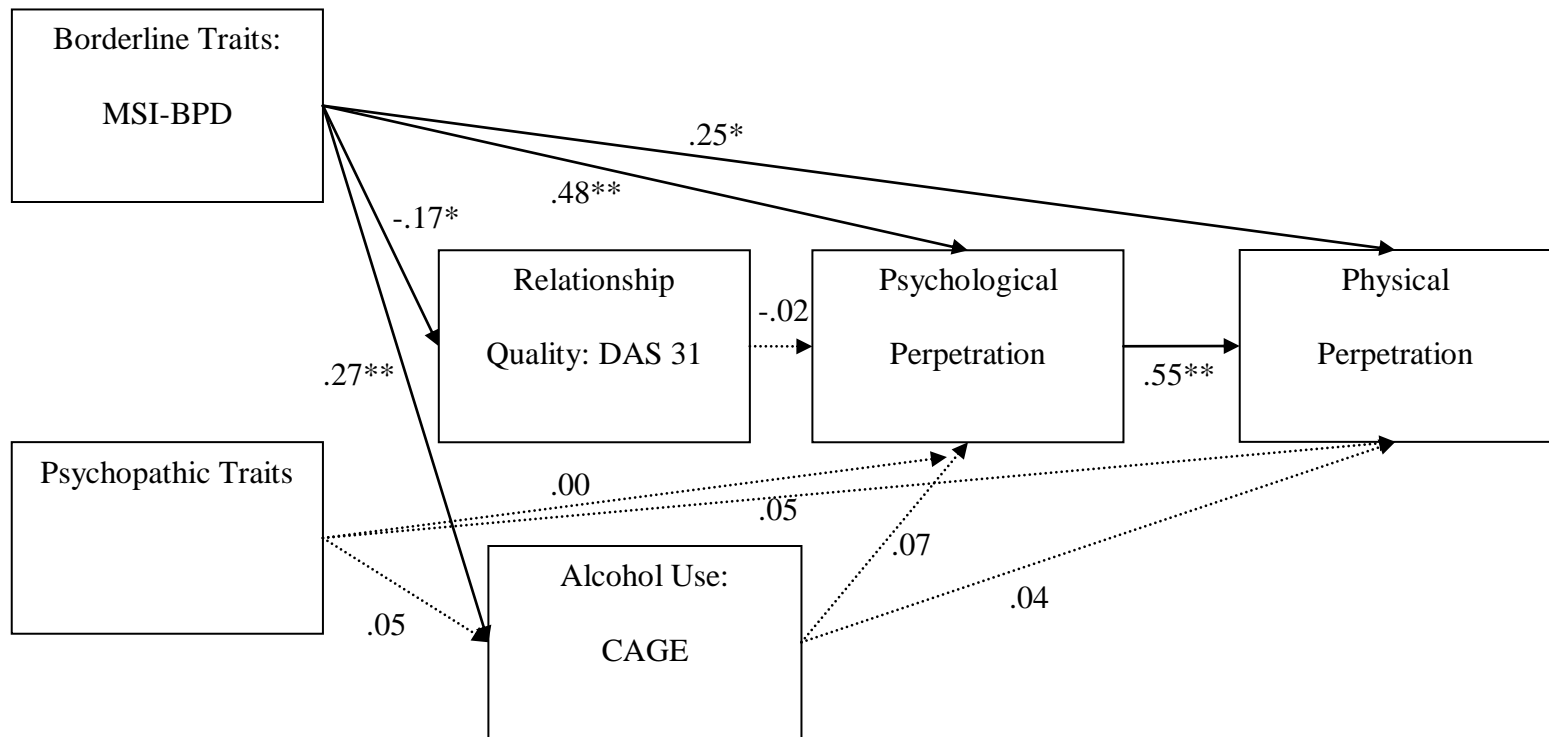 Borderline Traits:
MSI-BPD
.25*
.48**
-.17*
Relationship
Quality: DAS 31
-.02
Psychological
Perpetration
.55**
Physical
Perpetration
.27**
Psychopathic Traits
.00
.05
.07
.05
.04
Alcohol Use:
CAGE